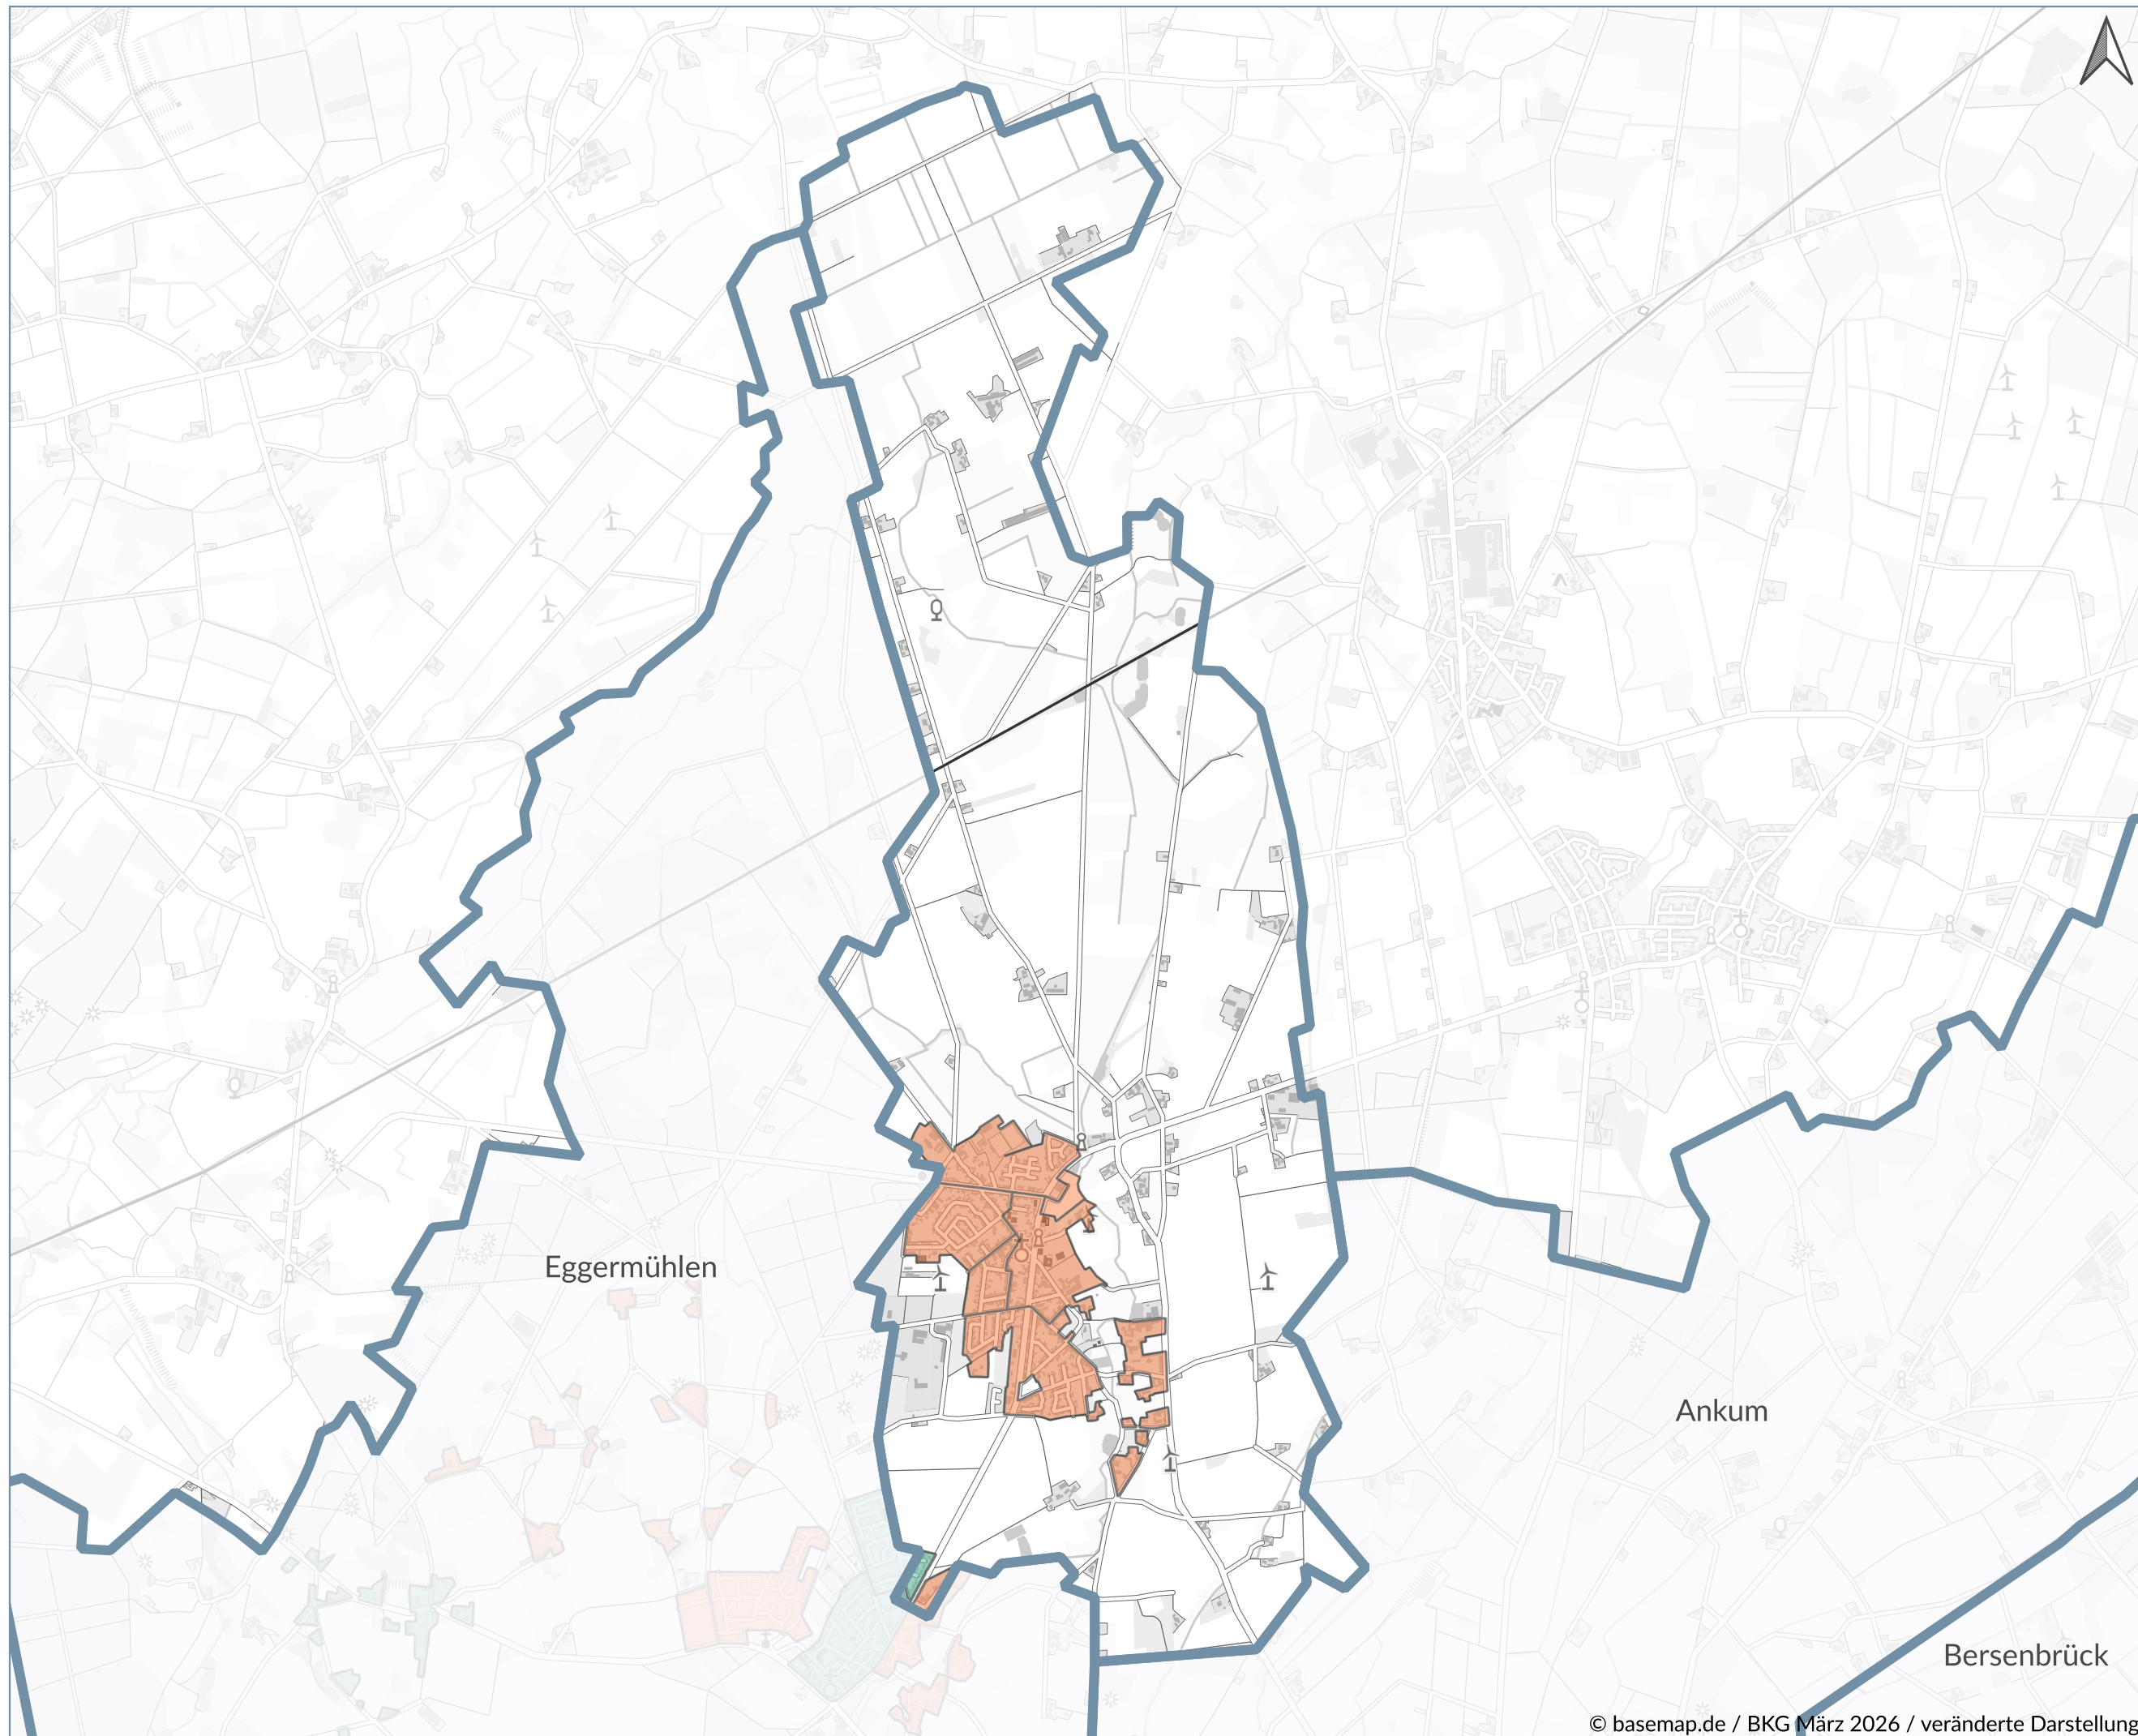 Eggermühlen
Ankum
Bersenbrück
© basemap.de / BKG März 2026 / veränderte Darstellung